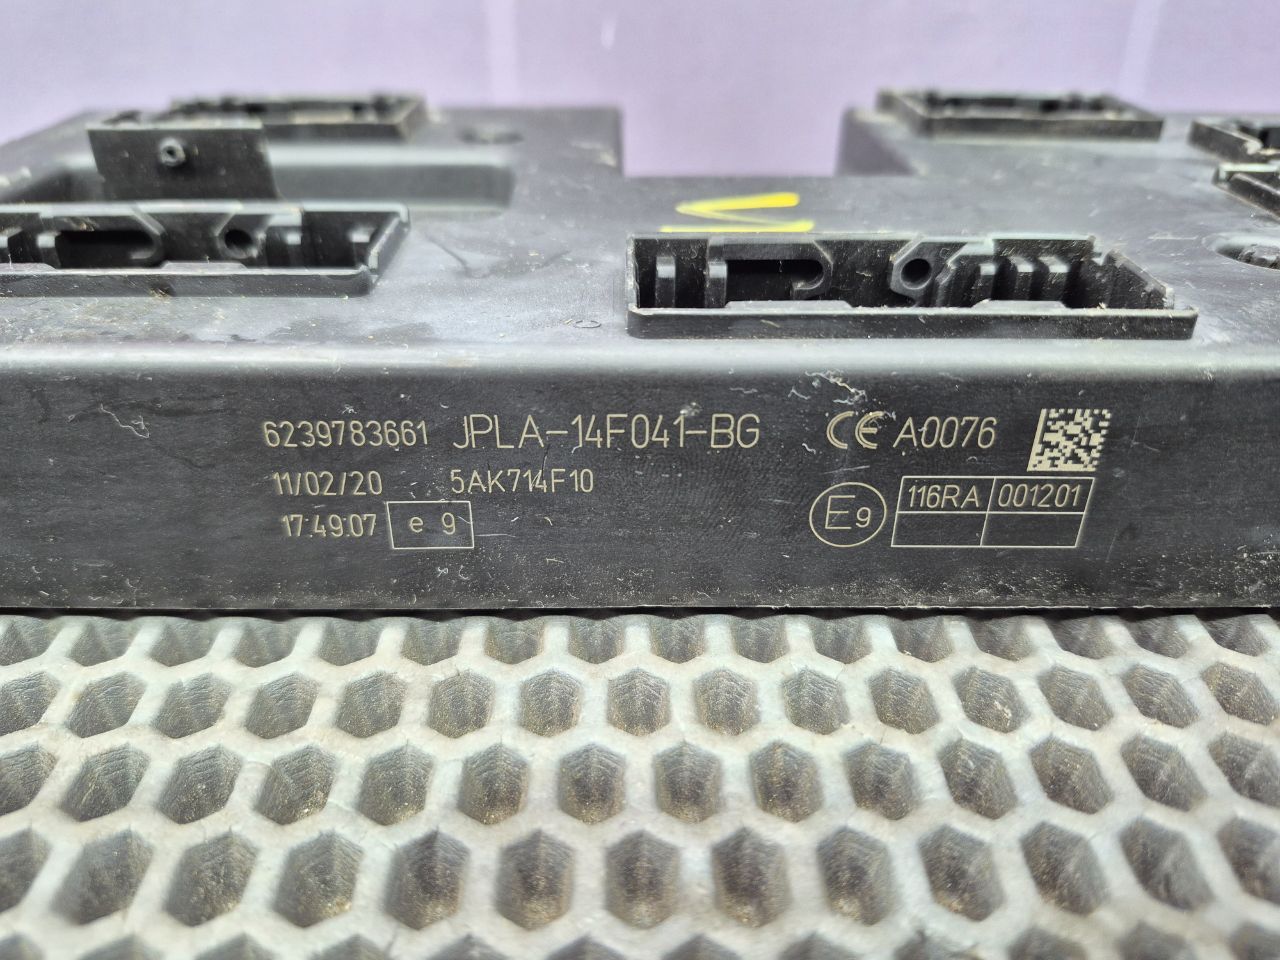 6239783661 JPLA-14F041-BG CE A0076
11/02/20 5AK714F10
17:49:07 e 9
E9 116RA 001201